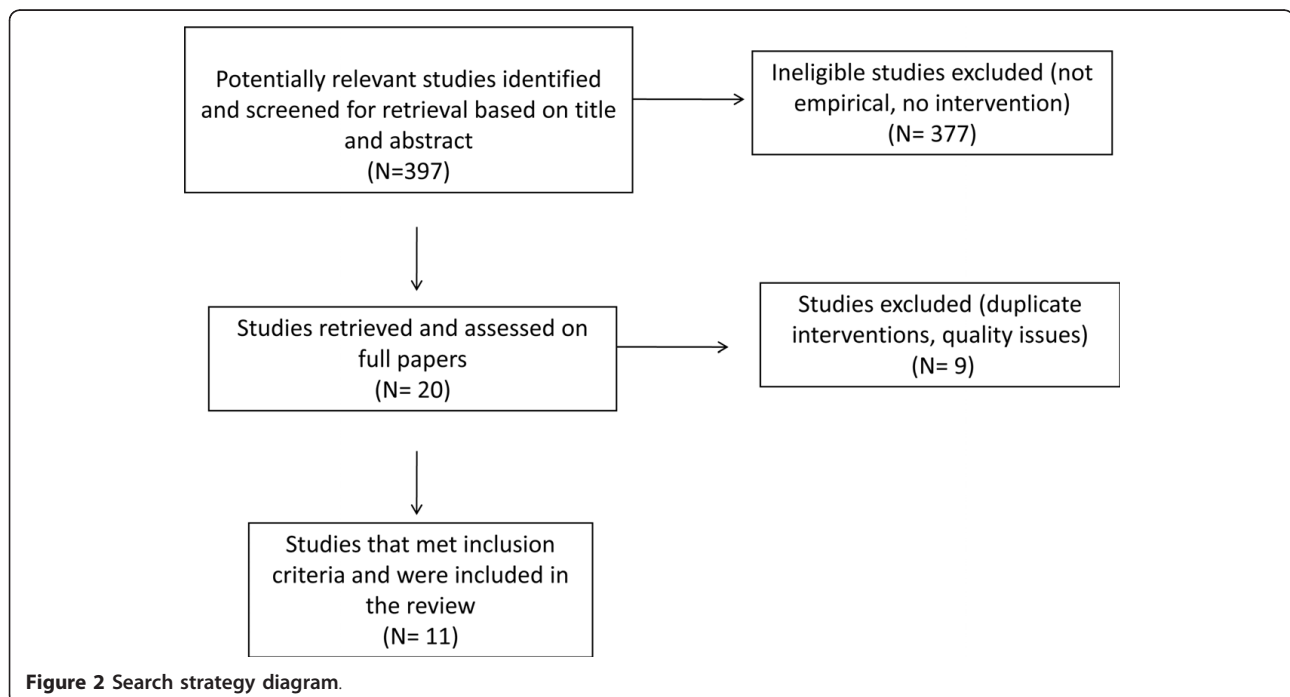 Potentially relevant studies identified
and screened for retrieval based on title
and abstract
(N=397)
Ineligible studies excluded (not
empirical, no intervention)
(N= 377)
Studies retrieved and assessed on
full papers
(N= 20)
Studies excluded (duplicate
interventions, quality issues)
(N= 9)
Studies that met inclusion
criteria and were included in
the review
(N= 11)
Figure 2 Search strategy diagram.